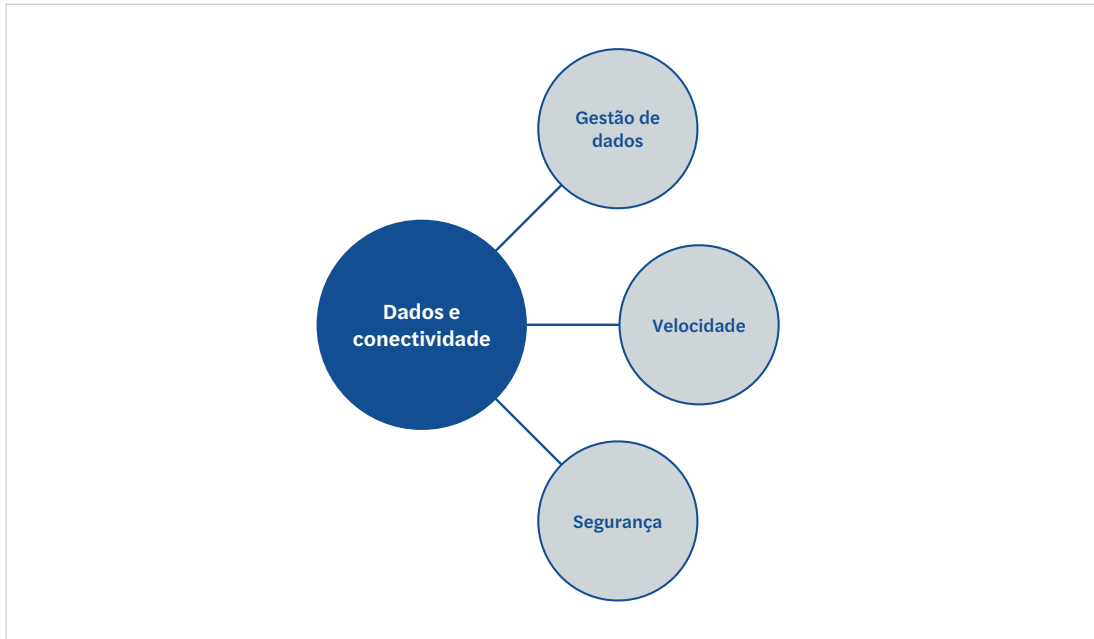 Gestão de
dados
Dados e
conectividade
Velocidade
Segurança